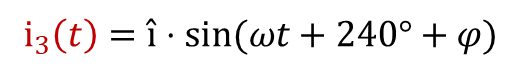 i₃(t) = î · sin(ωt + 240° + φ)